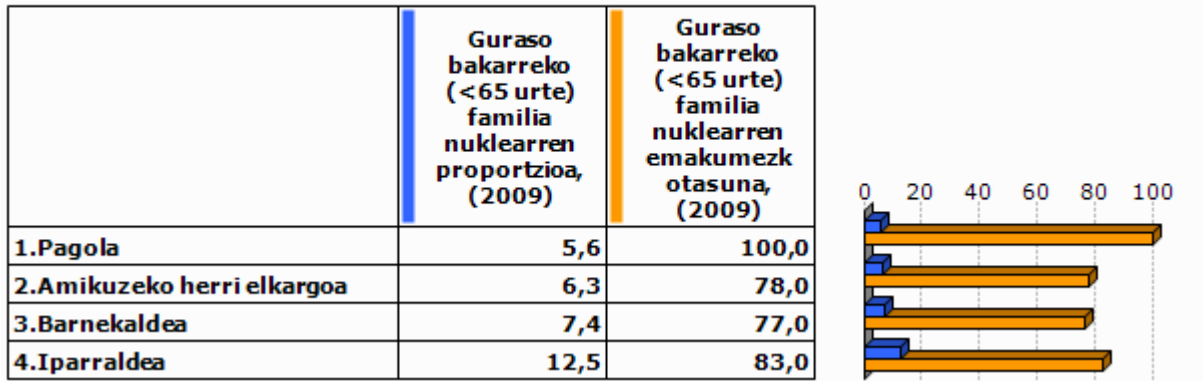 Guraso
bakarreko
(<65 urte)
familia
nuklearren
proportzioa,
(2009)
Guraso
bakarreko
(<65 urte)
familia
nuklearren
emakumezk
otasuna,
(2009)
0 20 40 60 80 100
1.Pagola 5,6 100,0
2.Amikuzeko herri elkargoa 6,3 78,0
3.Barnekaldea 7,4 77,0
4.Iparraldea 12,5 83,0